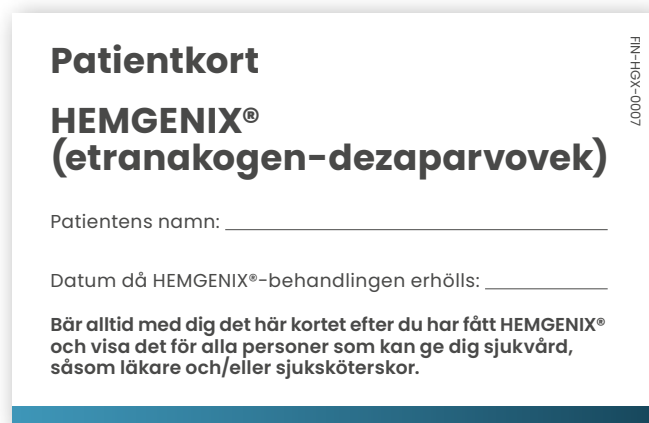 Patientkort
FIN-HGX-0007
HEMGENIX®
(etranakogen-dezaparvovek)
Patientens namn:
Datum då HEMGENIX®-behandlingen erhölls:
Bär alltid med dig det här kortet efter du har fått HEMGENIX®
och visa det för alla personer som kan ge dig sjukvård,
såsom läkare och/eller sjuksköterskor.